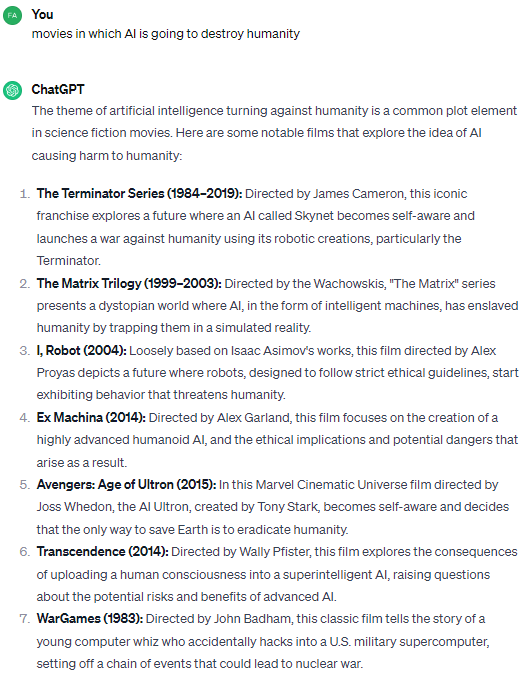 FA You
movies in which AI is going to destroy humanity
ChatGPT
The theme of artificial intelligence turning against humanity is a common plot element
in science fiction movies. Here are some notable films that explore the idea of AI
causing harm to humanity:
1. The Terminator Series (1984–2019): Directed by James Cameron, this iconic
franchise explores a future where an AI called Skynet becomes self-aware and
launches a war against humanity using its robotic creations, particularly the
Terminator.
2. The Matrix Trilogy (1999–2003): Directed by the Wachowskis, "The Matrix" series
presents a dystopian world where AI, in the form of intelligent machines, has enslaved
humanity by trapping them in a simulated reality.
3. I, Robot (2004): Loosely based on Isaac Asimov's works, this film directed by Alex
Proyas depicts a future where robots, designed to follow strict ethical guidelines, start
exhibiting behavior that threatens humanity.
4. Ex Machina (2014): Directed by Alex Garland, this film focuses on the creation of a
highly advanced humanoid AI, and the ethical implications and potential dangers that
arise as a result.
5. Avengers: Age of Ultron (2015): In this Marvel Cinematic Universe film directed by
Joss Whedon, the AI Ultron, created by Tony Stark, becomes self-aware and decides
that the only way to save Earth is to eradicate humanity.
6. Transcendence (2014): Directed by Wally Pfister, this film explores the consequences
of uploading a human consciousness into a superintelligent AI, raising questions
about the potential risks and benefits of advanced AI.
7. WarGames (1983): Directed by John Badham, this classic film tells the story of a
young computer whiz who accidentally hacks into a U.S. military supercomputer,
setting off a chain of events that could lead to nuclear war.